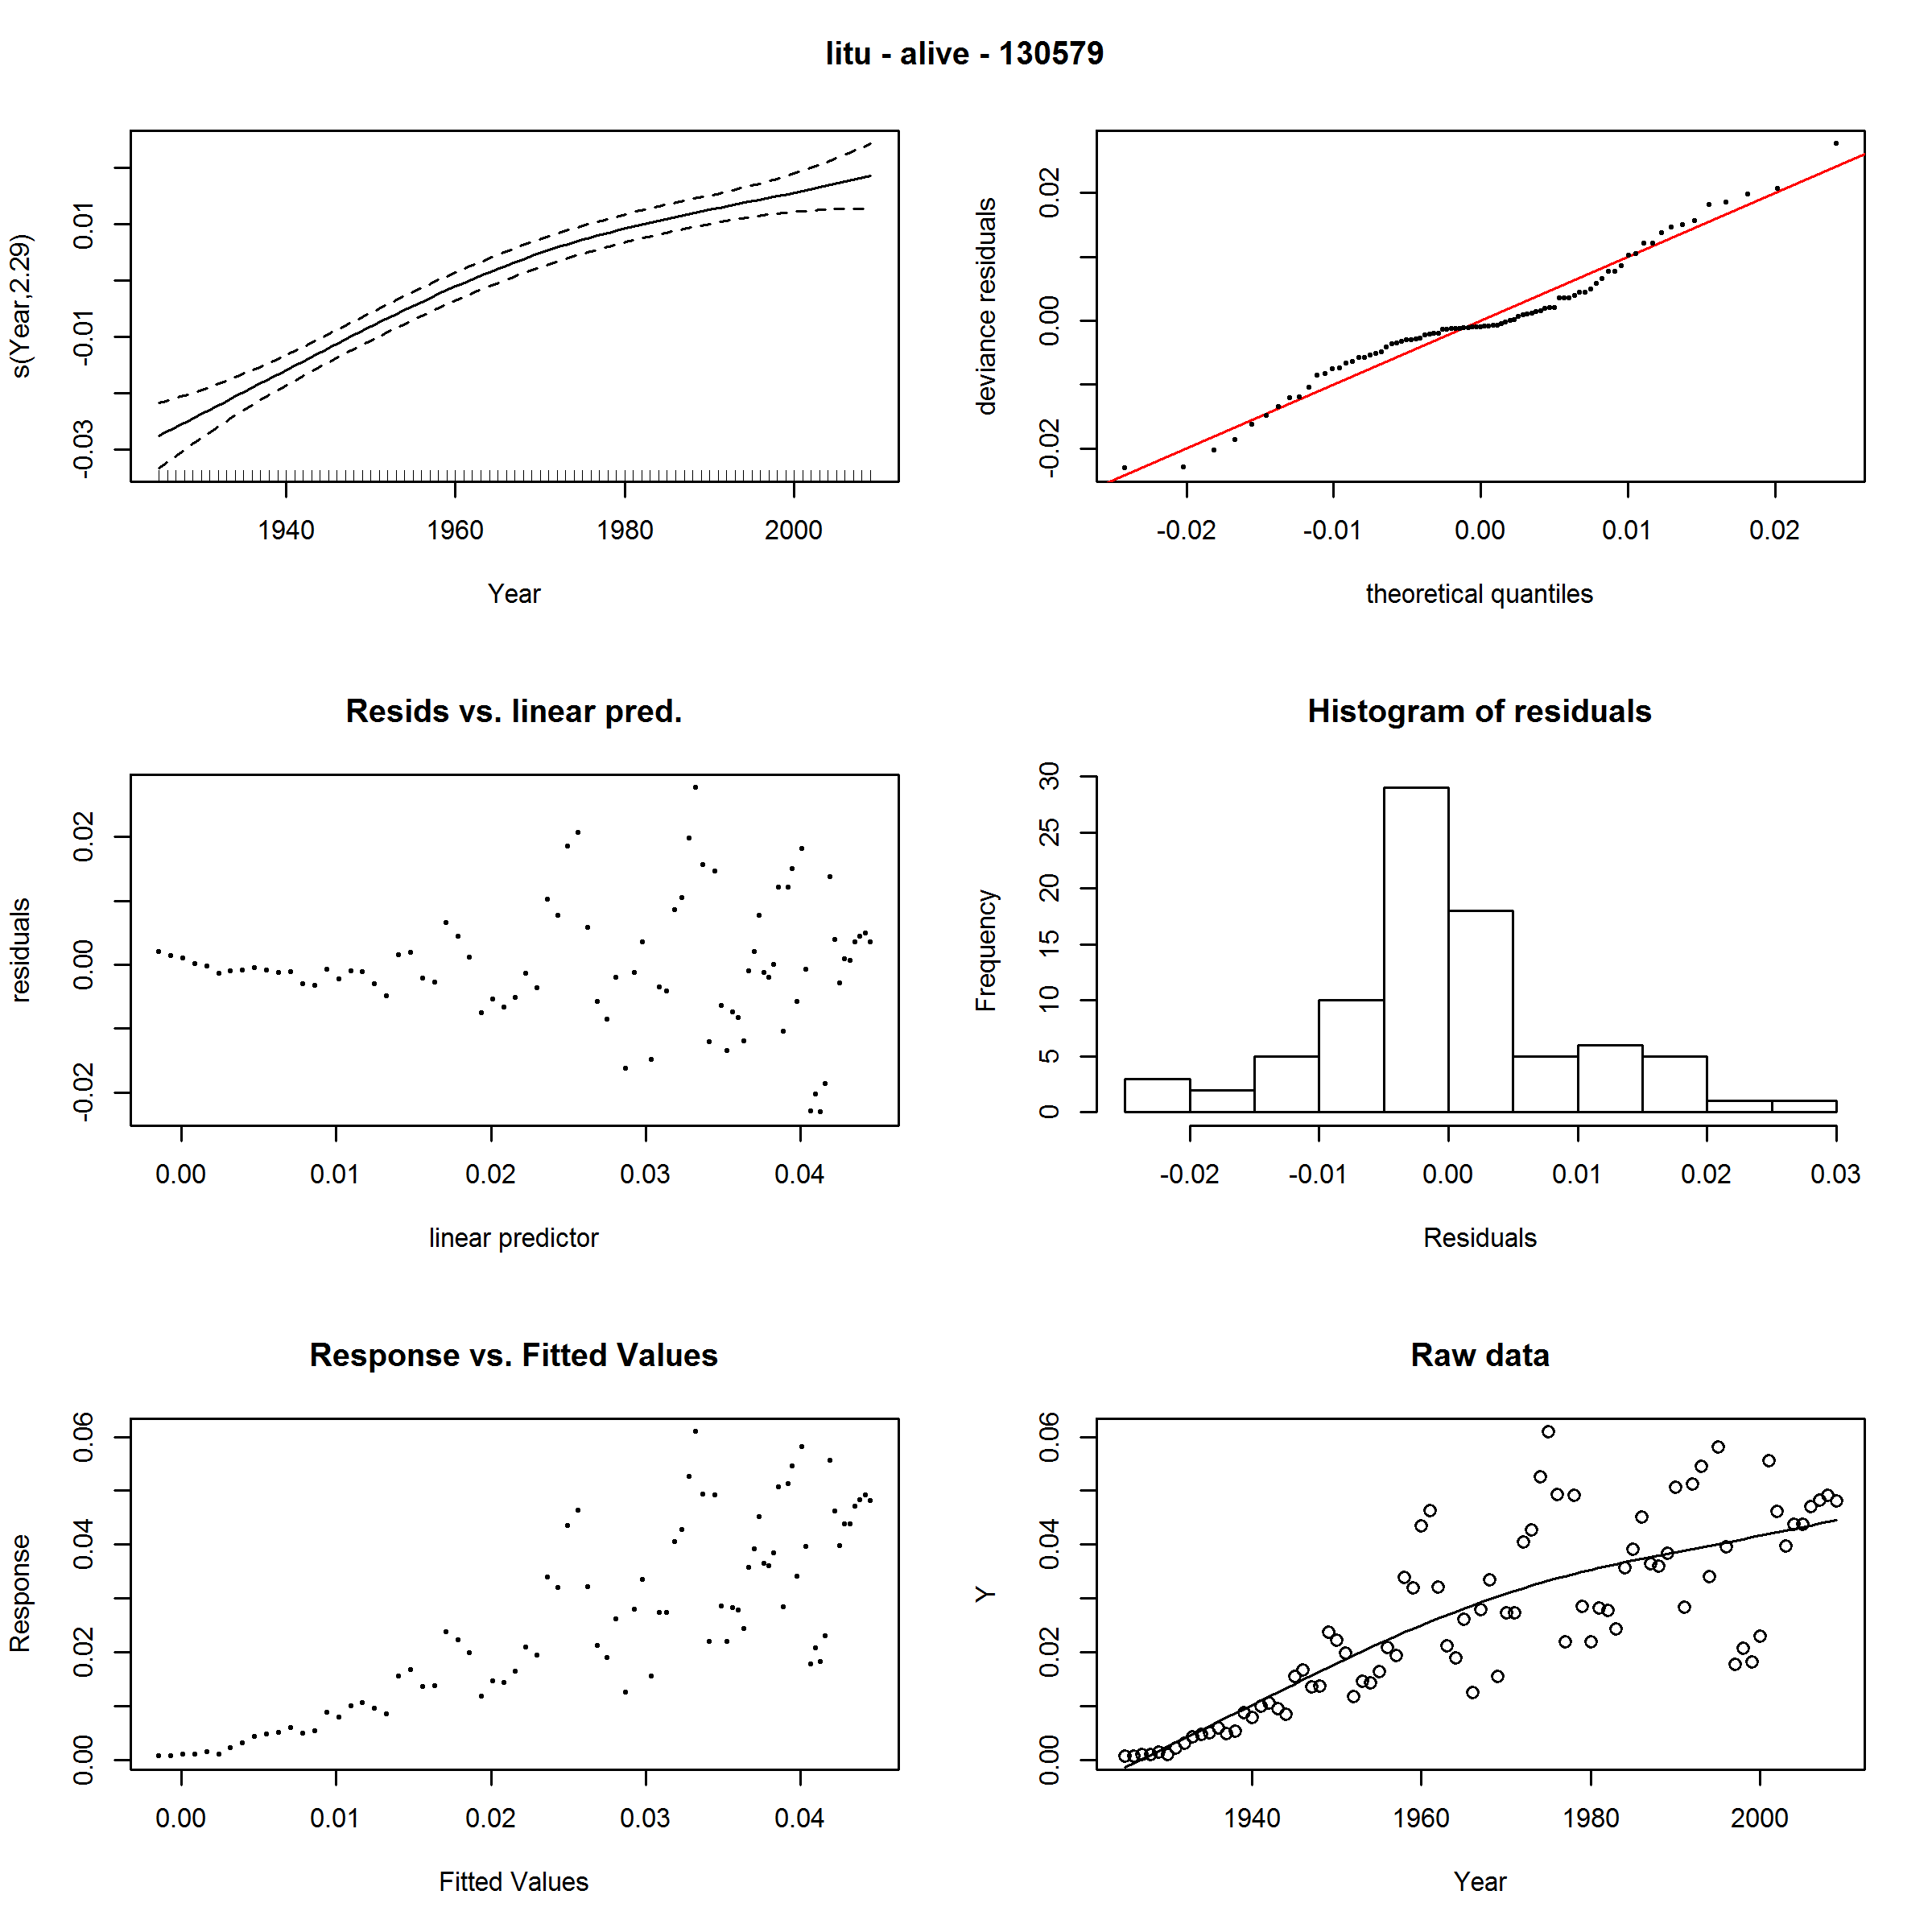 litu - alive - 130579
s(Year,2.29)
-0.03
-0.01
0.01
1940 1960 1980 2000
Year
deviance residuals
-0.02
0.00
0.02
-0.02 -0.01 0.00 0.01 0.02
theoretical quantiles
Resids vs. linear pred.
residuals
-0.02
0.00
0.02
0.00 0.01 0.02 0.03 0.04
linear predictor
Histogram of residuals
Frequency
0
5
10
15
20
25
30
-0.02 -0.01 0.00 0.01 0.02 0.03
Residuals
Response vs. Fitted Values
Response
0.00
0.02
0.04
0.06
0.00 0.01 0.02 0.03 0.04
Fitted Values
Raw data
Y
0.00
0.02
0.04
0.06
1940 1960 1980 2000
Year